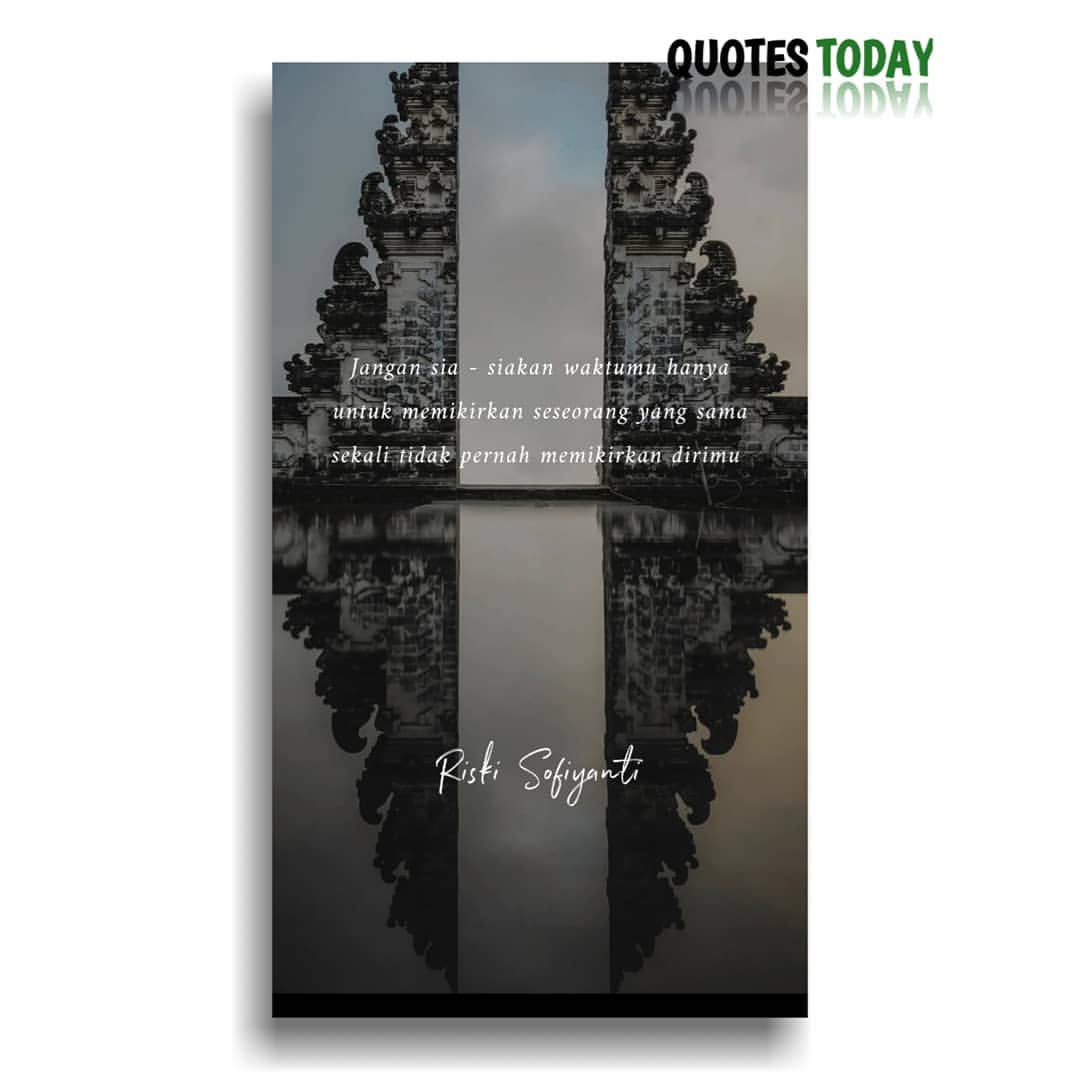 QUOTES TODAY
Jangan sia - siakan waktumu hanya
untuk memikirkan seseorang yang sama
sekali tidak pernah memikirkan dirimu
Riski Sofiyanti